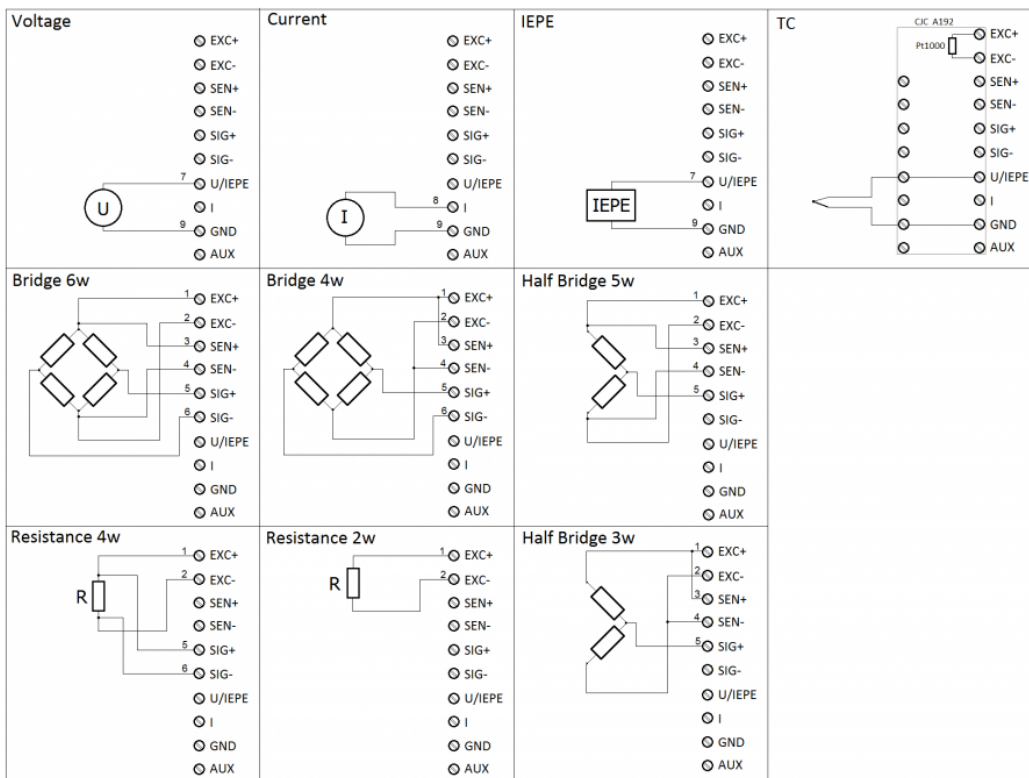 Voltage
EXC+
EXC-
SEN+
SEN-
SIG+
SIG-
7 U/IEPE
U
I
9 GND
AUX
Current
EXC+
EXC-
SEN+
SEN-
SIG+
SIG-
U/IEPE
8 I
I
9 GND
AUX
IEPE
EXC+
EXC-
SEN+
SEN-
SIG+
SIG-
7 U/IEPE
IEPE
I
9 GND
AUX
TC
CJC A192
Pt1000
EXC+
EXC-
SEN+
SEN-
SIG+
SIG-
U/IEPE
I
GND
AUX
Bridge 6w
1 EXC+
2 EXC-
3 SEN+
4 SEN-
5 SIG+
6 SIG-
U/IEPE
I
GND
AUX
Bridge 4w
1 EXC+
2 EXC-
3 SEN+
4 SEN-
5 SIG+
6 SIG-
U/IEPE
I
GND
AUX
Half Bridge 5w
1 EXC+
2 EXC-
3 SEN+
4 SEN-
5 SIG+
SIG-
U/IEPE
I
GND
AUX
Resistance 4w
1 EXC+
2 EXC-
R
SEN+
SEN-
5 SIG+
6 SIG-
U/IEPE
I
GND
AUX
Resistance 2w
1 EXC+
2 EXC-
R
SEN+
SEN-
SIG+
SIG-
U/IEPE
I
GND
AUX
Half Bridge 3w
1 EXC+
2 EXC-
3 SEN+
4 SEN-
5 SIG+
SIG-
U/IEPE
I
GND
AUX